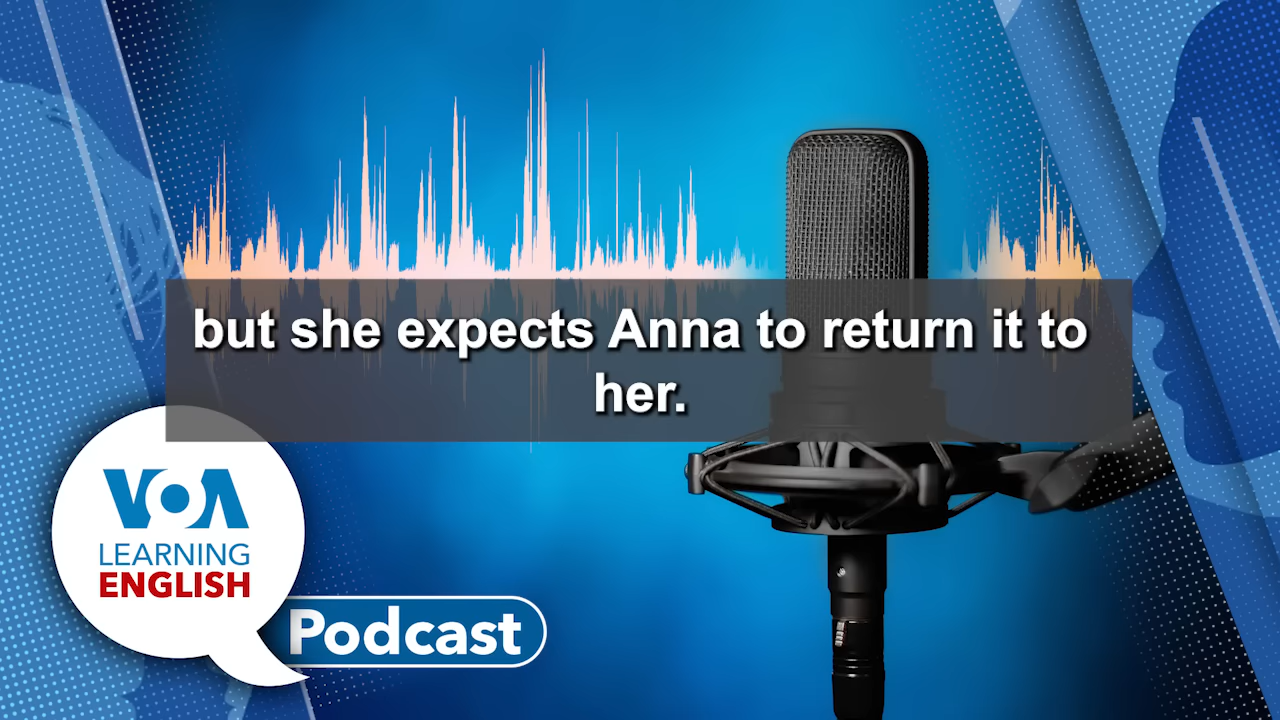 but she expects Anna to return it to
her.
VOA
LEARNING
ENGLISH
Podcast